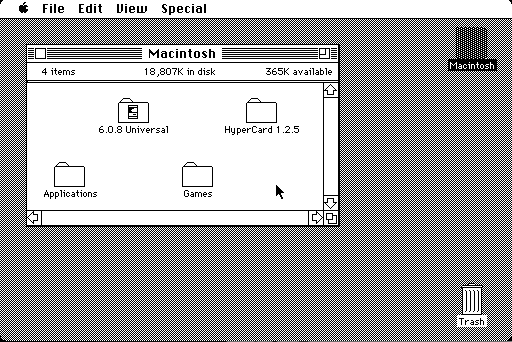 File Edit View Special
Macintosh
4 items 18,807K in disk 365K available
6.0.8 Universal HyperCard 1.2.5
Applications Games
Macintosh
Trash